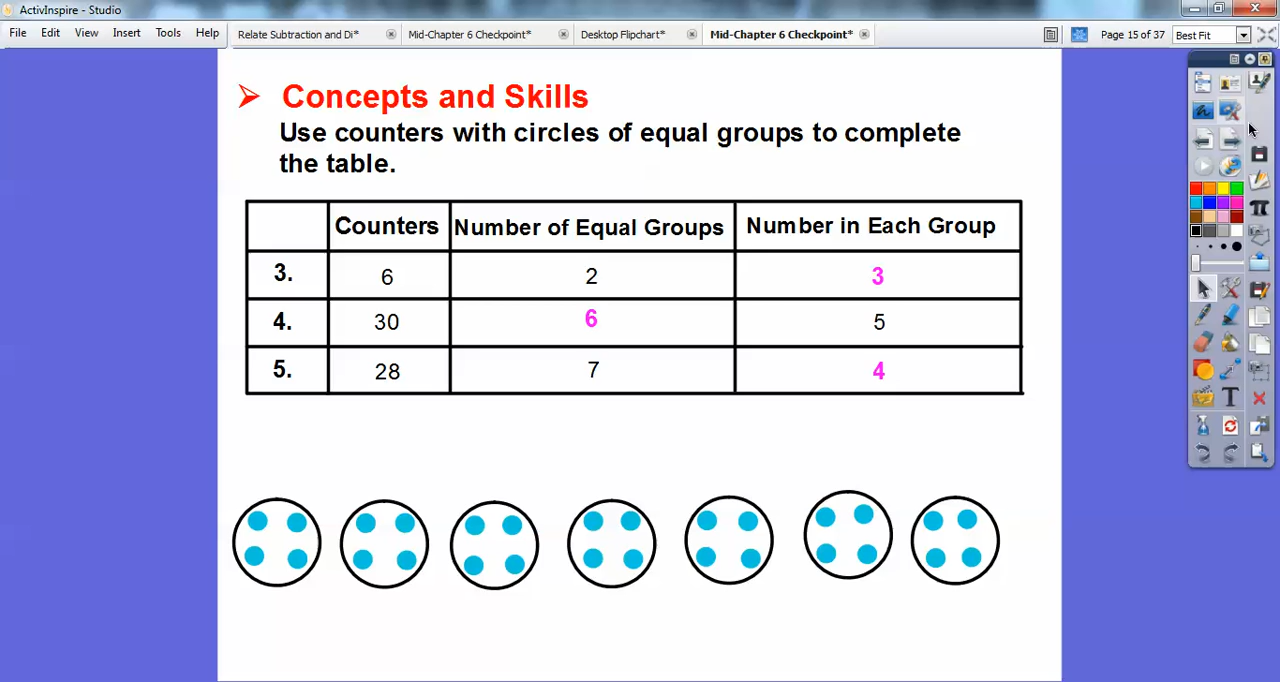 ActivInspire - Studio
File Edit View Insert Tools Help Relate Subtraction and Di* Mid-Chapter 6 Checkpoint* Desktop Flipchart* Mid-Chapter 6 Checkpoint* Page 15 of 37 Best Fit
Concepts and Skills
Use counters with circles of equal groups to complete
the table.
Counters Number of Equal Groups Number in Each Group
3. 6 2 3
4. 30 6 5
5. 28 7 4